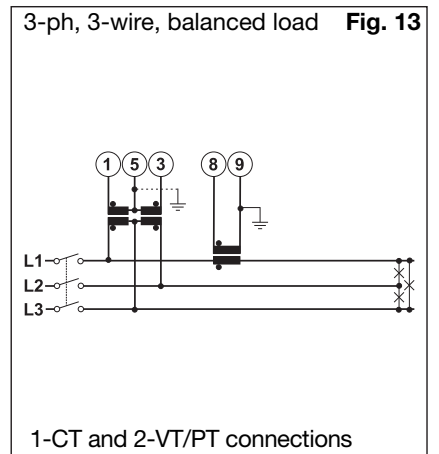 3-ph, 3-wire, balanced load Fig. 13
1 5 3 8 9
L1
L2
L3
1-CT and 2-VT/PT connections